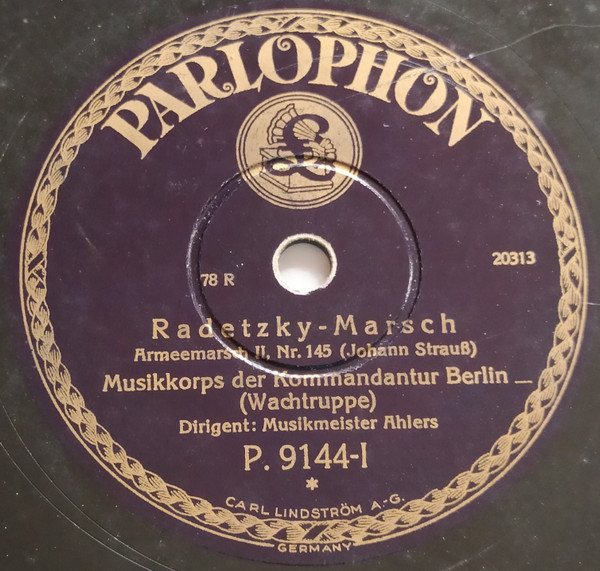 PARLOPHON
₤
20313
78 R
Radetzky-Marsch
Armeemarsch II, Nr. 145 (Johann Strauß)
Musikkorps der Kommandantur Berlin —
(Wachtruppe)
Dirigent: Musikmeister Ahlers
P. 9144-I
*
CARL LINDSTRÖM A.-G.
GERMANY